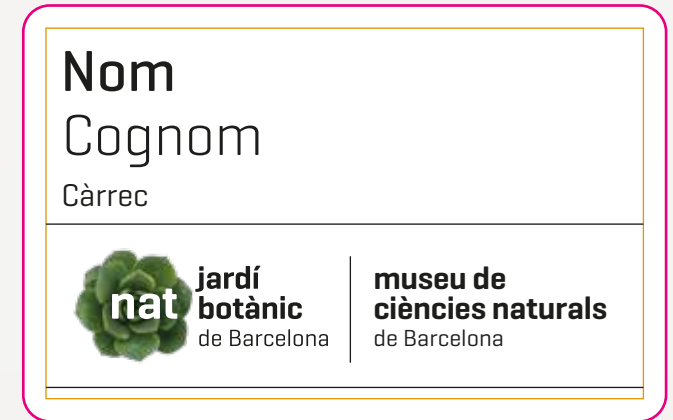 Nom
Cognom
Càrrec
nat
jardí
botànic
de Barcelona
museu de
ciències naturals
de Barcelona